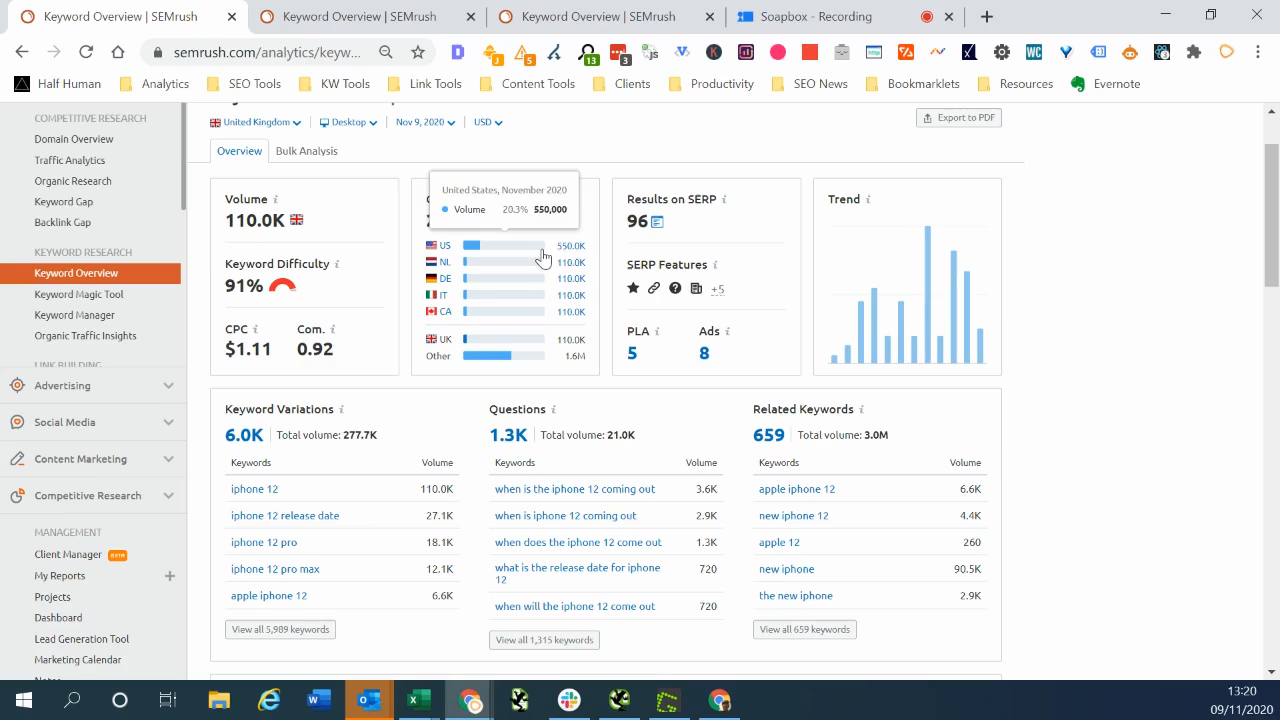 Keyword Overview | SEMrush
Keyword Overview | SEMrush
Keyword Overview | SEMrush
Soapbox - Recording
semrush.com/analytics/keyw...
Half Human
Analytics
SEO Tools
KW Tools
Link Tools
Content Tools
Clients
Productivity
SEO News
Bookmarklets
Resources
Evernote
COMPETITIVE RESEARCH
Domain Overview
Traffic Analytics
Organic Research
Keyword Gap
Backlink Gap
KEYWORD RESEARCH
Keyword Overview
Keyword Magic Tool
Keyword Manager
Organic Traffic Insights
LINK BUILDING
Advertising
Social Media
Content Marketing
Competitive Research
MANAGEMENT
Client Manager BETA
My Reports
Projects
Dashboard
Lead Generation Tool
Marketing Calendar
Notes
United Kingdom Desktop Nov 9, 2020 USD
Export to PDF
Overview Bulk Analysis
Volume
110.0K
Keyword Difficulty
91%
CPC Com.
$1.11 0.92
United States, November 2020
Volume 20.3% 550,000
US 550.0K
NL 110.0K
DE 110.0K
IT 110.0K
CA 110.0K
UK 110.0K
Other 1.6M
Results on SERP
96
SERP Features
+5
PLA Ads
5 8
Trend
Keyword Variations
6.0K Total volume: 277.7K
Keywords Volume
iphone 12 110.0K
iphone 12 release date 27.1K
iphone 12 pro 18.1K
iphone 12 pro max 12.1K
apple iphone 12 6.6K
View all 5,989 keywords
Questions
1.3K Total volume: 21.0K
Keywords Volume
when is the iphone 12 coming out 3.6K
when is iphone 12 coming out 2.9K
when does the iphone 12 come out 1.3K
what is the release date for iphone 720
12
when will the iphone 12 come out 720
View all 1,315 keywords
Related Keywords
659 Total volume: 3.0M
Keywords Volume
apple iphone 12 6.6K
new iphone 12 4.4K
apple 12 260
new iphone 90.5K
the new iphone 2.9K
View all 659 keywords
13:20
09/11/2020